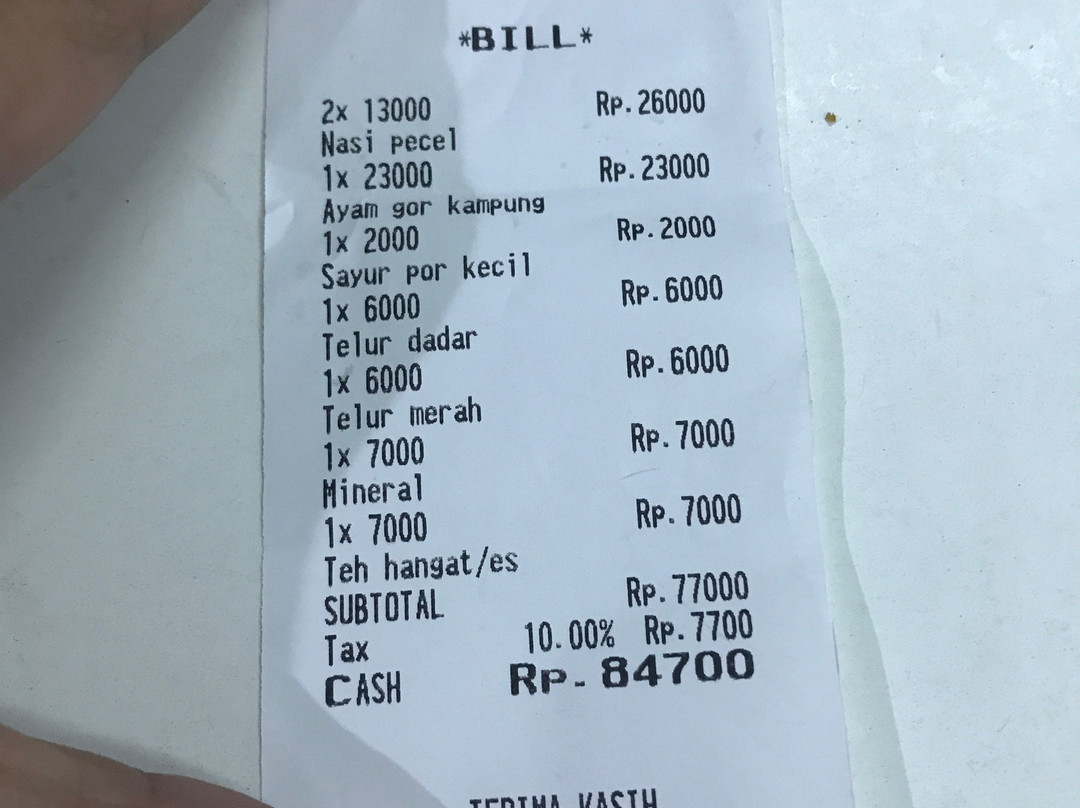 *BILL*
2x 13000 Rp.26000
Nasi pecel
1x 23000 Rp.23000
Ayam gor kampung
1x 2000 Rp.2000
Sayur por kecil
1x 6000 Rp.6000
Telur dadar
1x 6000 Rp.6000
Telur merah
1x 7000 Rp.7000
Mineral
1x 7000 Rp.7000
Teh hangat/es
SUBTOTAL Rp.77000
Tax 10.00% Rp.7700
CASH Rp.84700
TERIMA KASIH